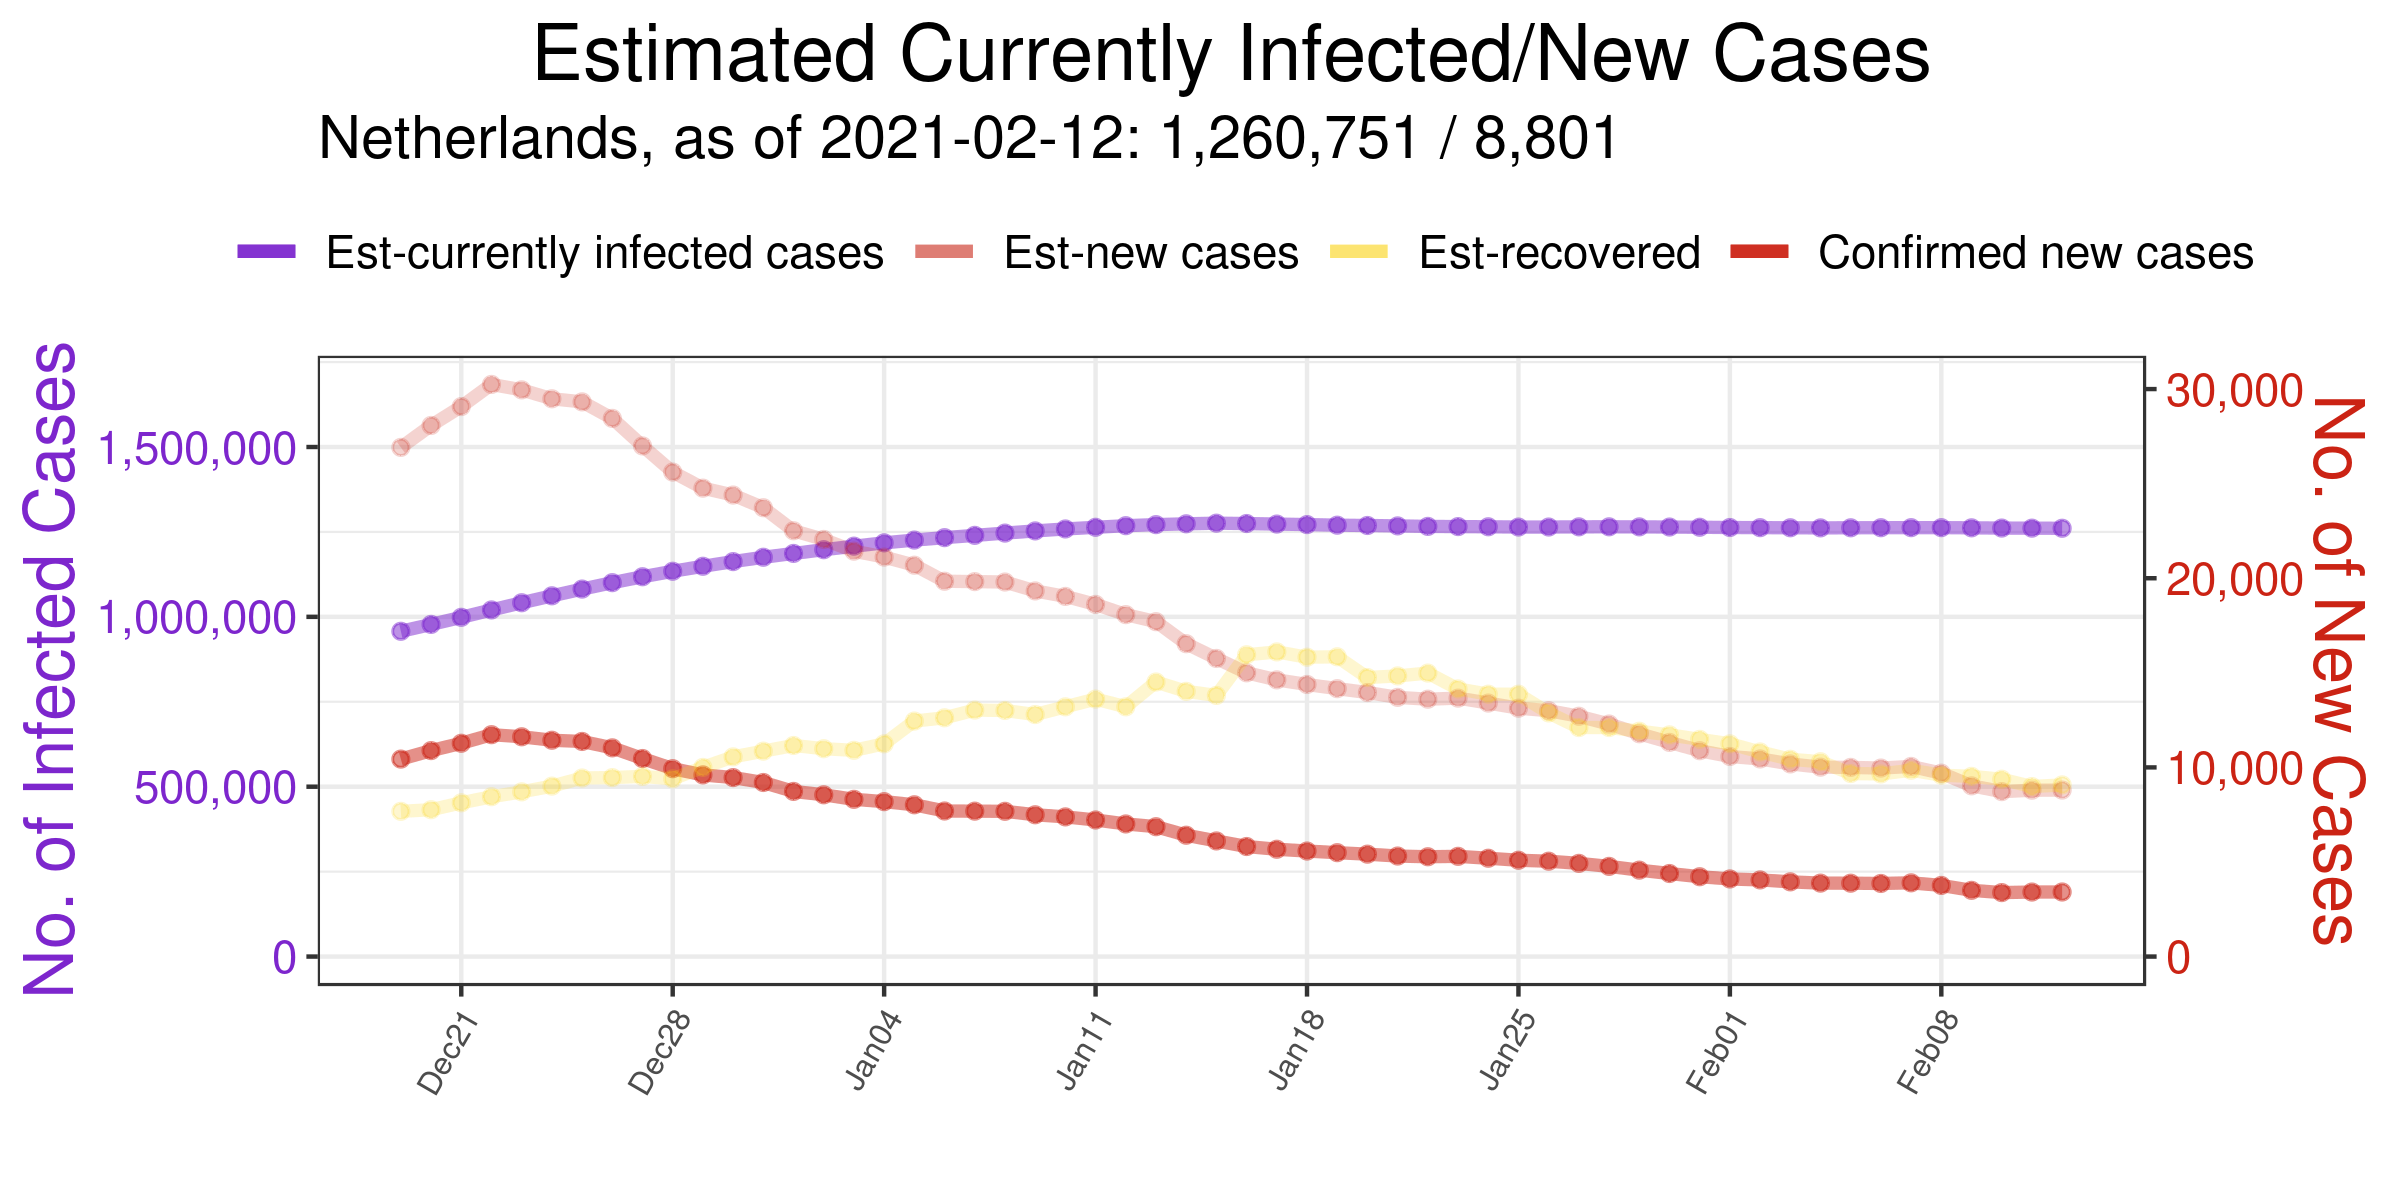 Estimated Currently Infected/New Cases
Netherlands, as of 2021-02-12: 1,260,751 / 8,801
Est-currently infected cases Est-new cases Est-recovered Confirmed new cases
No. of Infected Cases
1,500,000
1,000,000
500,000
0
30,000
20,000
10,000
0
No. of New Cases
Dec21 Dec28 Jan04 Jan11 Jan18 Jan25 Feb01 Feb08